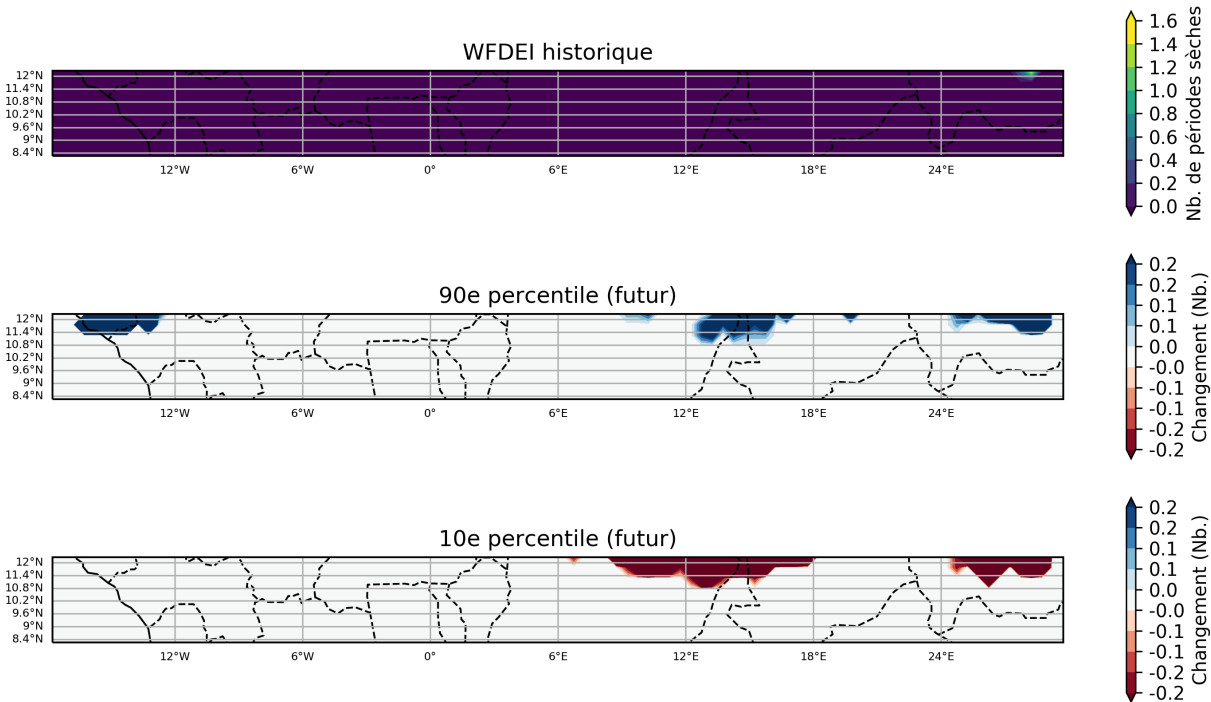 WFDEI historique
12°N
11.4°N
10.8°N
10.2°N
9.6°N
9°N
8.4°N
12°W 6°W 0° 6°E 12°E 18°E 24°E
1.6
1.4
1.2
1.0
0.8
0.6
0.4
0.2
0.0
Nb. de périodes sèches
90e percentile (futur)
12°N
11.4°N
10.8°N
10.2°N
9.6°N
9°N
8.4°N
12°W 6°W 0° 6°E 12°E 18°E 24°E
0.2
0.2
0.1
0.1
0.0
-0.0
-0.1
-0.1
-0.2
-0.2
Changement (Nb.)
10e percentile (futur)
12°N
11.4°N
10.8°N
10.2°N
9.6°N
9°N
8.4°N
12°W 6°W 0° 6°E 12°E 18°E 24°E
0.2
0.2
0.1
0.1
0.0
-0.0
-0.1
-0.1
-0.2
-0.2
Changement (Nb.)